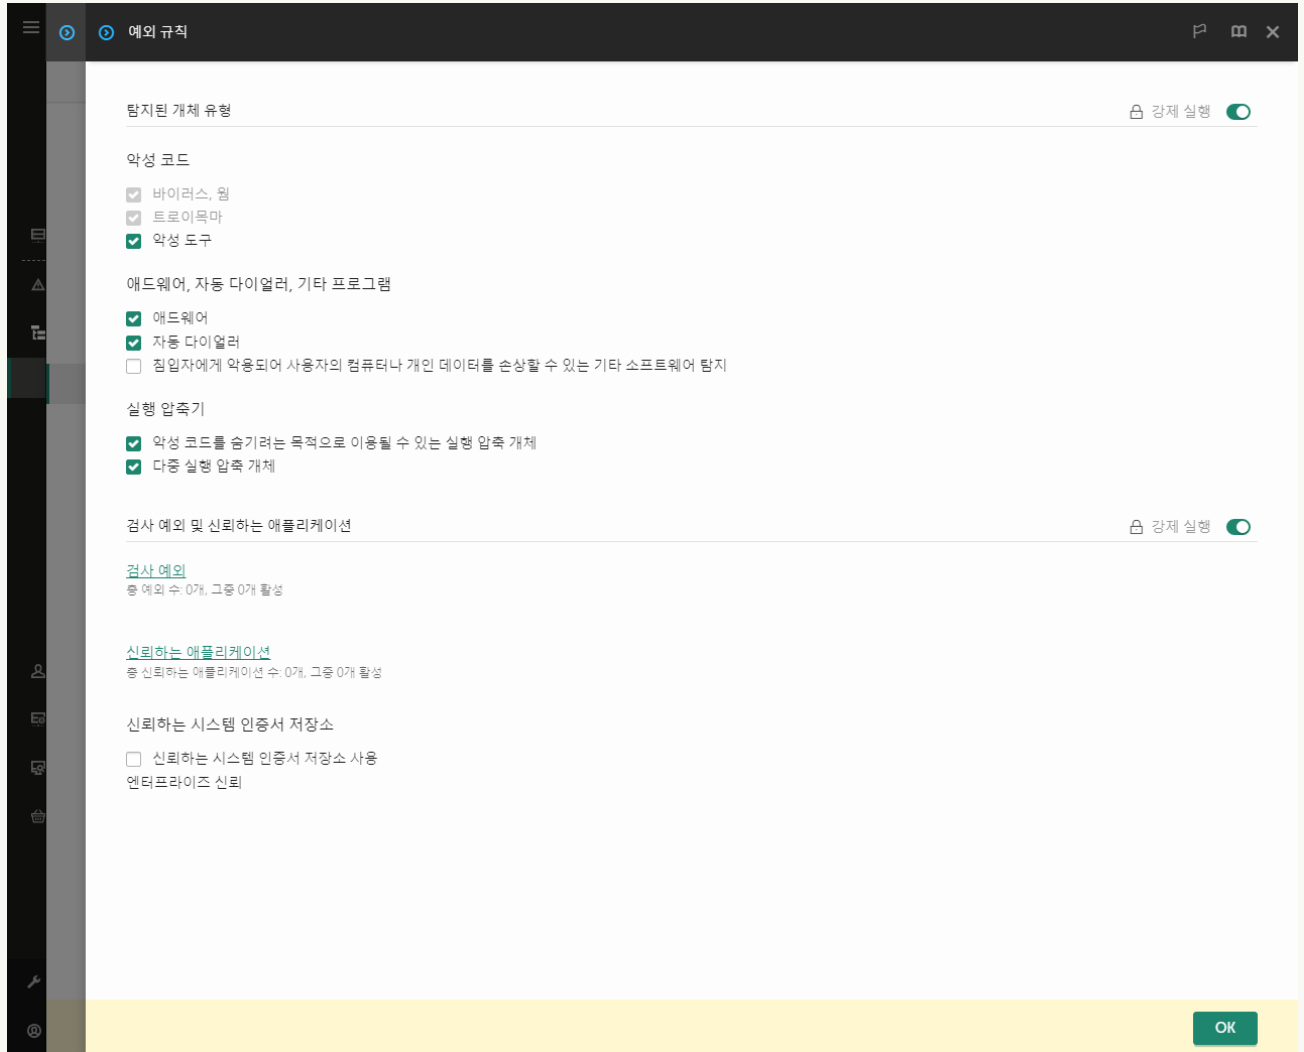 예외 규칙
탐지된 개체 유형
강제 실행
악성 코드
바이러스, 웜
트로이목마
악성 도구
애드웨어, 자동 다이얼러, 기타 프로그램
애드웨어
자동 다이얼러
침입자에게 악용되어 사용자의 컴퓨터나 개인 데이터를 손상할 수 있는 기타 소프트웨어 탐지
실행 압축기
악성 코드를 숨기려는 목적으로 이용될 수 있는 실행 압축 개체
다중 실행 압축 개체
검사 예외 및 신뢰하는 애플리케이션
강제 실행
검사 예외
총 예외 수: 0개, 그중 0개 활성
신뢰하는 애플리케이션
총 신뢰하는 애플리케이션 수: 0개, 그중 0개 활성
신뢰하는 시스템 인증서 저장소
신뢰하는 시스템 인증서 저장소 사용
엔터프라이즈 신뢰
OK